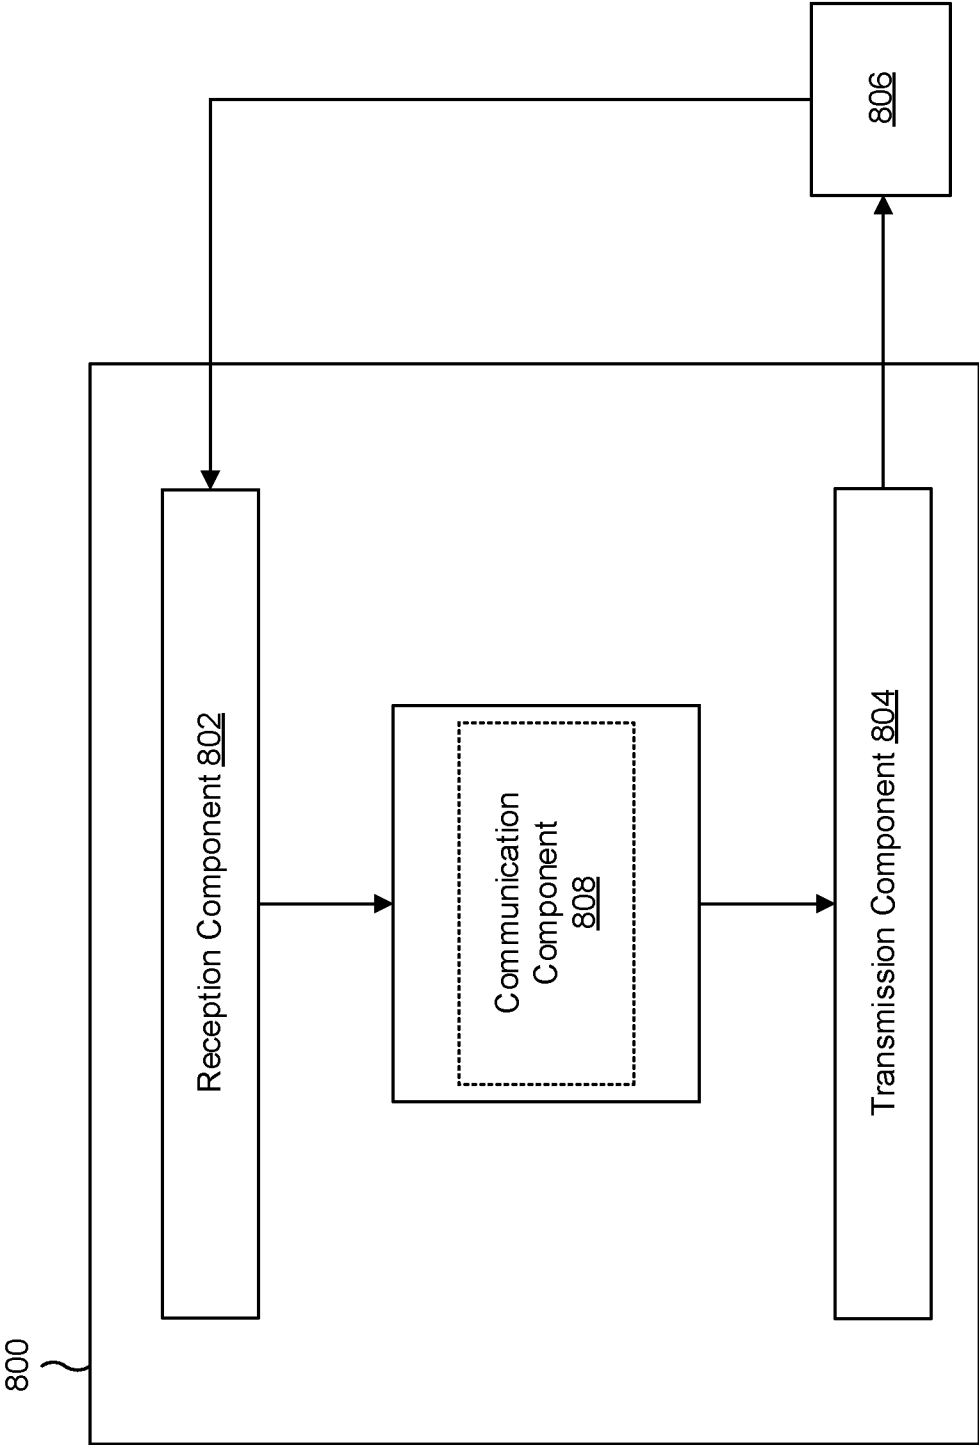 800
Reception Component 802
Communication
Component
808
Transmission Component 804
806